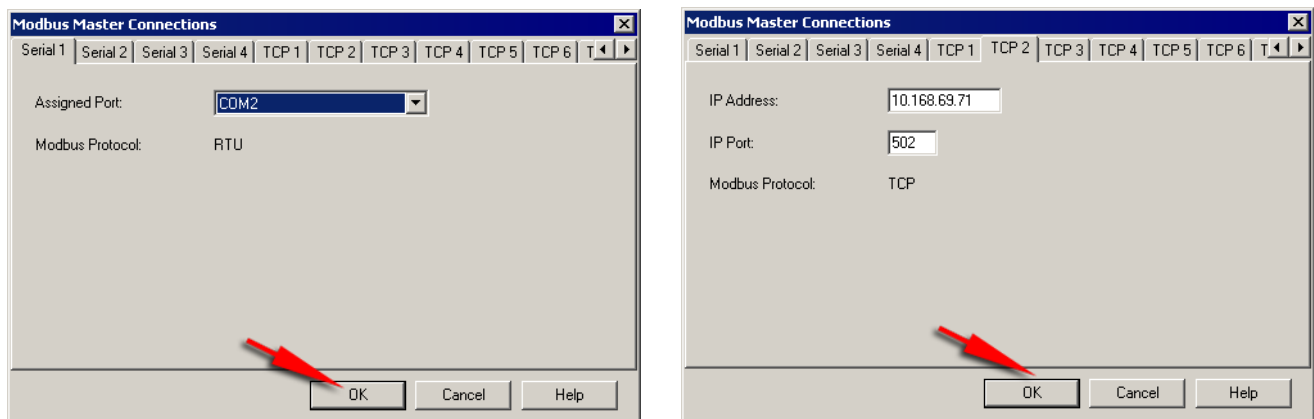 Modbus Master Connections
Serial 1 Serial 2 Serial 3 Serial 4 TCP 1 TCP 2 TCP 3 TCP 4 TCP 5 TCP 6 T
Assigned Port: COM2
Modbus Protocol: RTU
OK Cancel Help
Modbus Master Connections
Serial 1 Serial 2 Serial 3 Serial 4 TCP 1 TCP 2 TCP 3 TCP 4 TCP 5 TCP 6 T
IP Address: 10.168.69.71
IP Port: 502
Modbus Protocol: TCP
OK Cancel Help